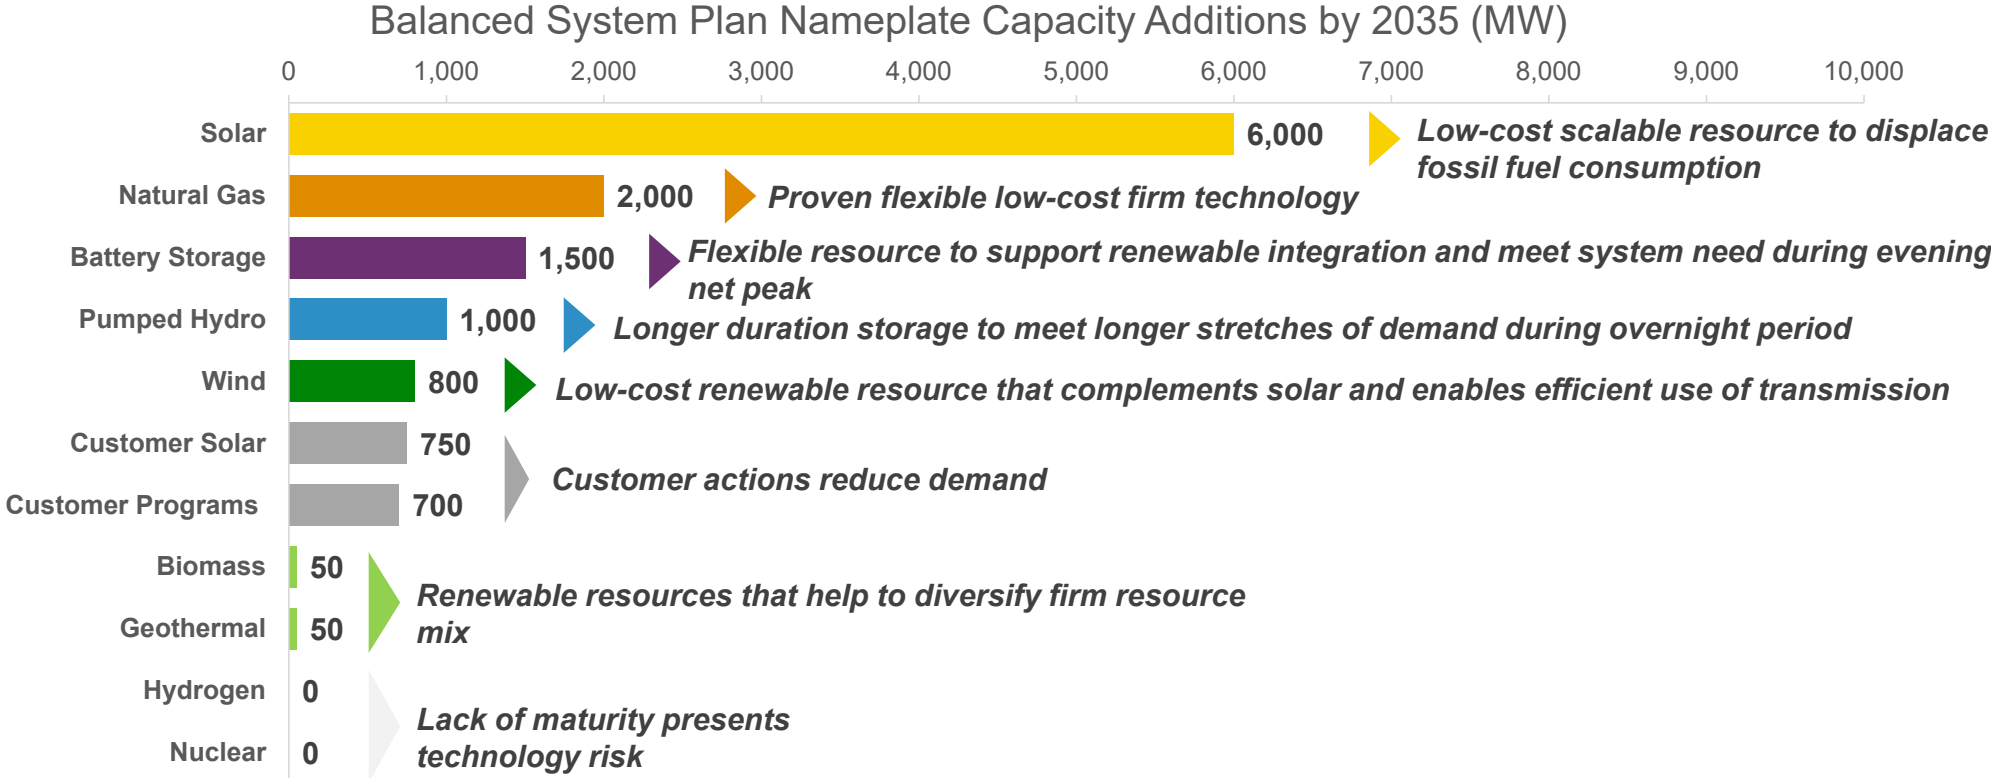 Balanced System Plan Nameplate Capacity Additions by 2035 (MW)
0 1,000 2,000 3,000 4,000 5,000 6,000 7,000 8,000 9,000 10,000
Solar 6,000 Low-cost scalable resource to displace
fossil fuel consumption
Natural Gas 2,000 Proven flexible low-cost firm technology
Battery Storage 1,500 Flexible resource to support renewable integration and meet system need during evening
net peak
Pumped Hydro 1,000 Longer duration storage to meet longer stretches of demand during overnight period
Wind 800 Low-cost renewable resource that complements solar and enables efficient use of transmission
Customer Solar 750
Customer actions reduce demand
Customer Programs 700
Biomass 50
Renewable resources that help to diversify firm resource
mix
Geothermal 50
Hydrogen 0
Lack of maturity presents
technology risk
Nuclear 0